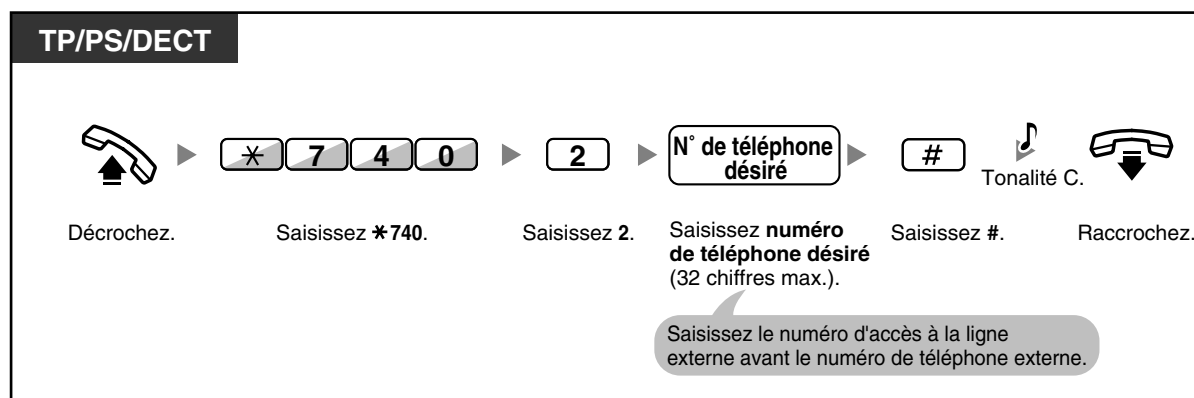 TP/PS/DECT
✳ 7 4 0
2
N° de téléphone
désiré
#
Tonalité C.
Décrochez.
Saisissez ✳740.
Saisissez 2.
Saisissez numéro
de téléphone désiré
(32 chiffres max.).
Saisissez #.
Raccrochez.
Saisissez le numéro d'accès à la ligne
externe avant le numéro de téléphone externe.